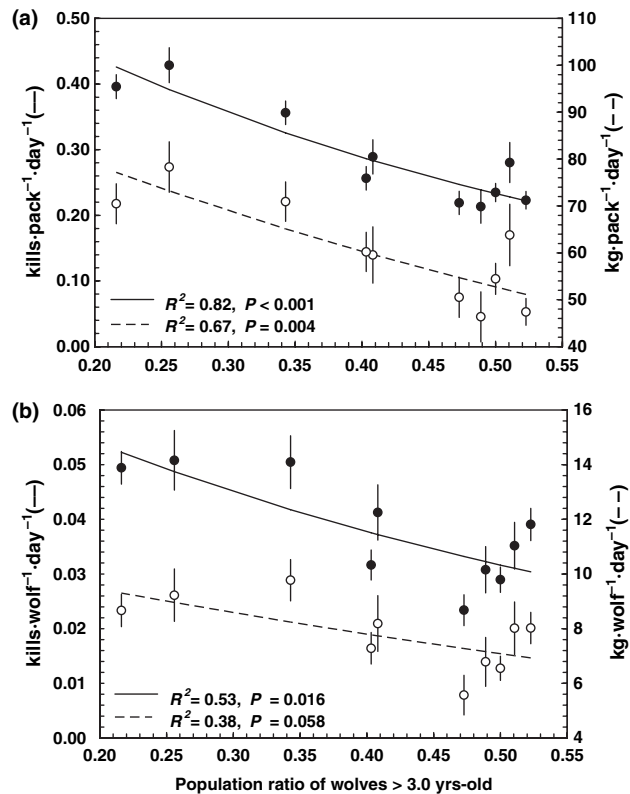 (a)
0.50
0.40
0.30
0.20
0.10
0.00
kills·pack⁻¹·day⁻¹(—)
110
100
90
80
70
60
50
40
kg·pack⁻¹·day⁻¹(– –)
R²= 0.82, P < 0.001
R²= 0.67, P = 0.004
0.20 0.25 0.30 0.35 0.40 0.45 0.50 0.55
(b)
0.06
0.05
0.04
0.03
0.02
0.01
0.00
kills·wolf⁻¹·day⁻¹(—)
16
14
12
10
8
6
4
kg·wolf⁻¹·day⁻¹(– –)
R²= 0.53, P = 0.016
R²= 0.38, P = 0.058
0.20 0.25 0.30 0.35 0.40 0.45 0.50 0.55
Population ratio of wolves > 3.0 yrs-old